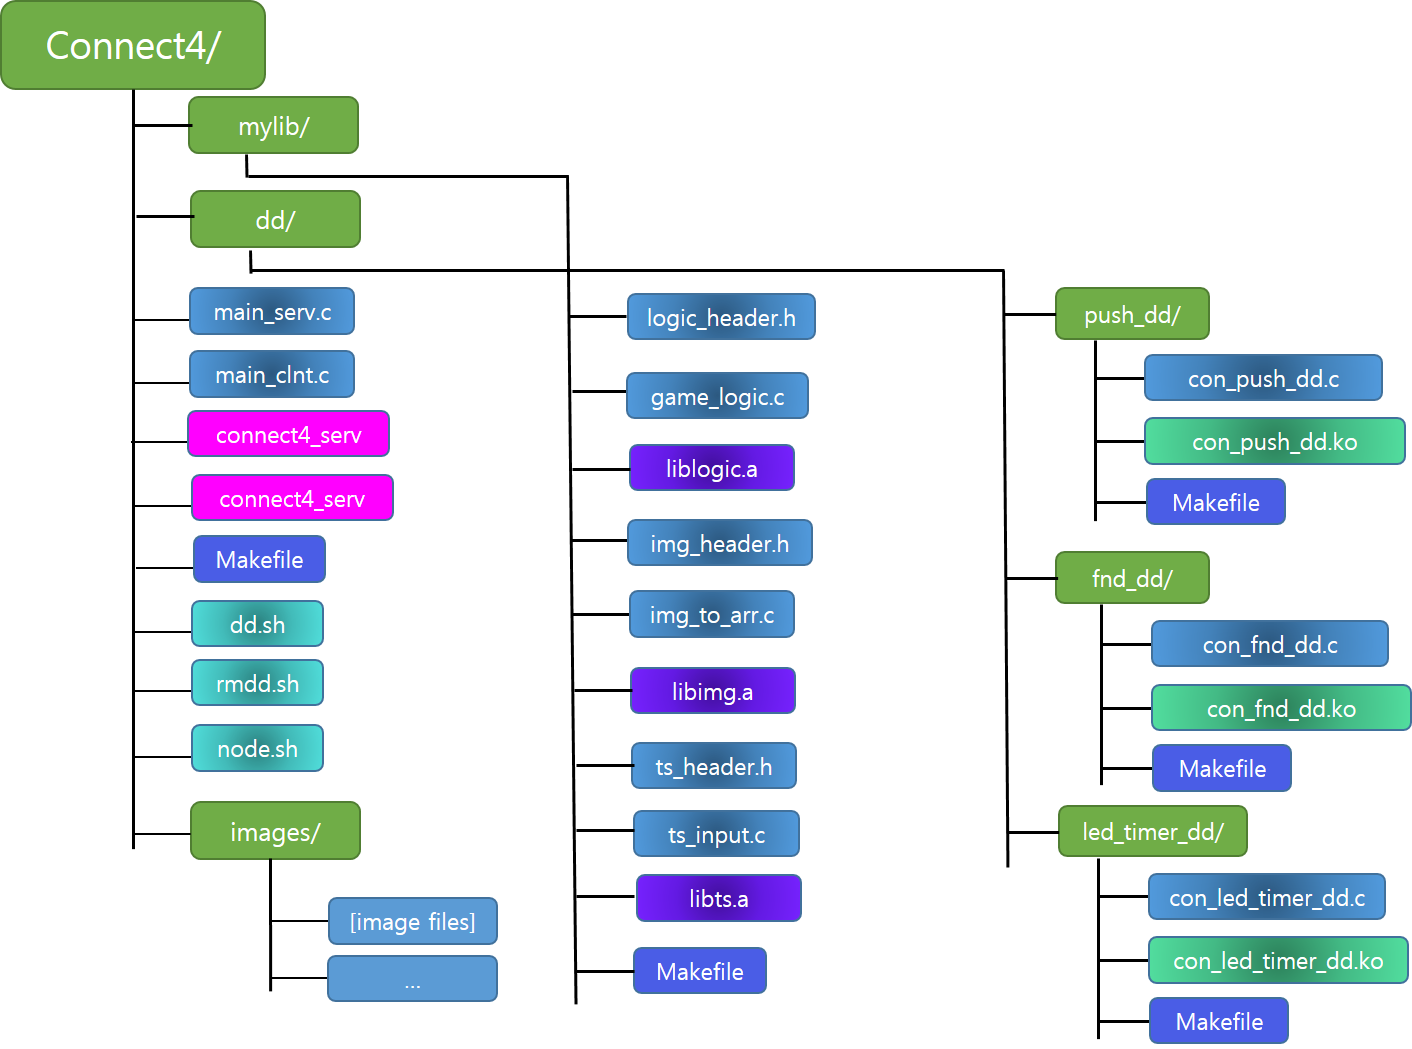 Connect4/
mylib/
dd/
main_serv.c
main_clnt.c
connect4_serv
connect4_serv
Makefile
dd.sh
rmdd.sh
node.sh
images/
[image files]
...
logic_header.h
game_logic.c
liblogic.a
img_header.h
img_to_arr.c
libimg.a
ts_header.h
ts_input.c
libts.a
Makefile
push_dd/
con_push_dd.c
con_push_dd.ko
Makefile
fnd_dd/
con_fnd_dd.c
con_fnd_dd.ko
Makefile
led_timer_dd/
con_led_timer_dd.c
con_led_timer_dd.ko
Makefile